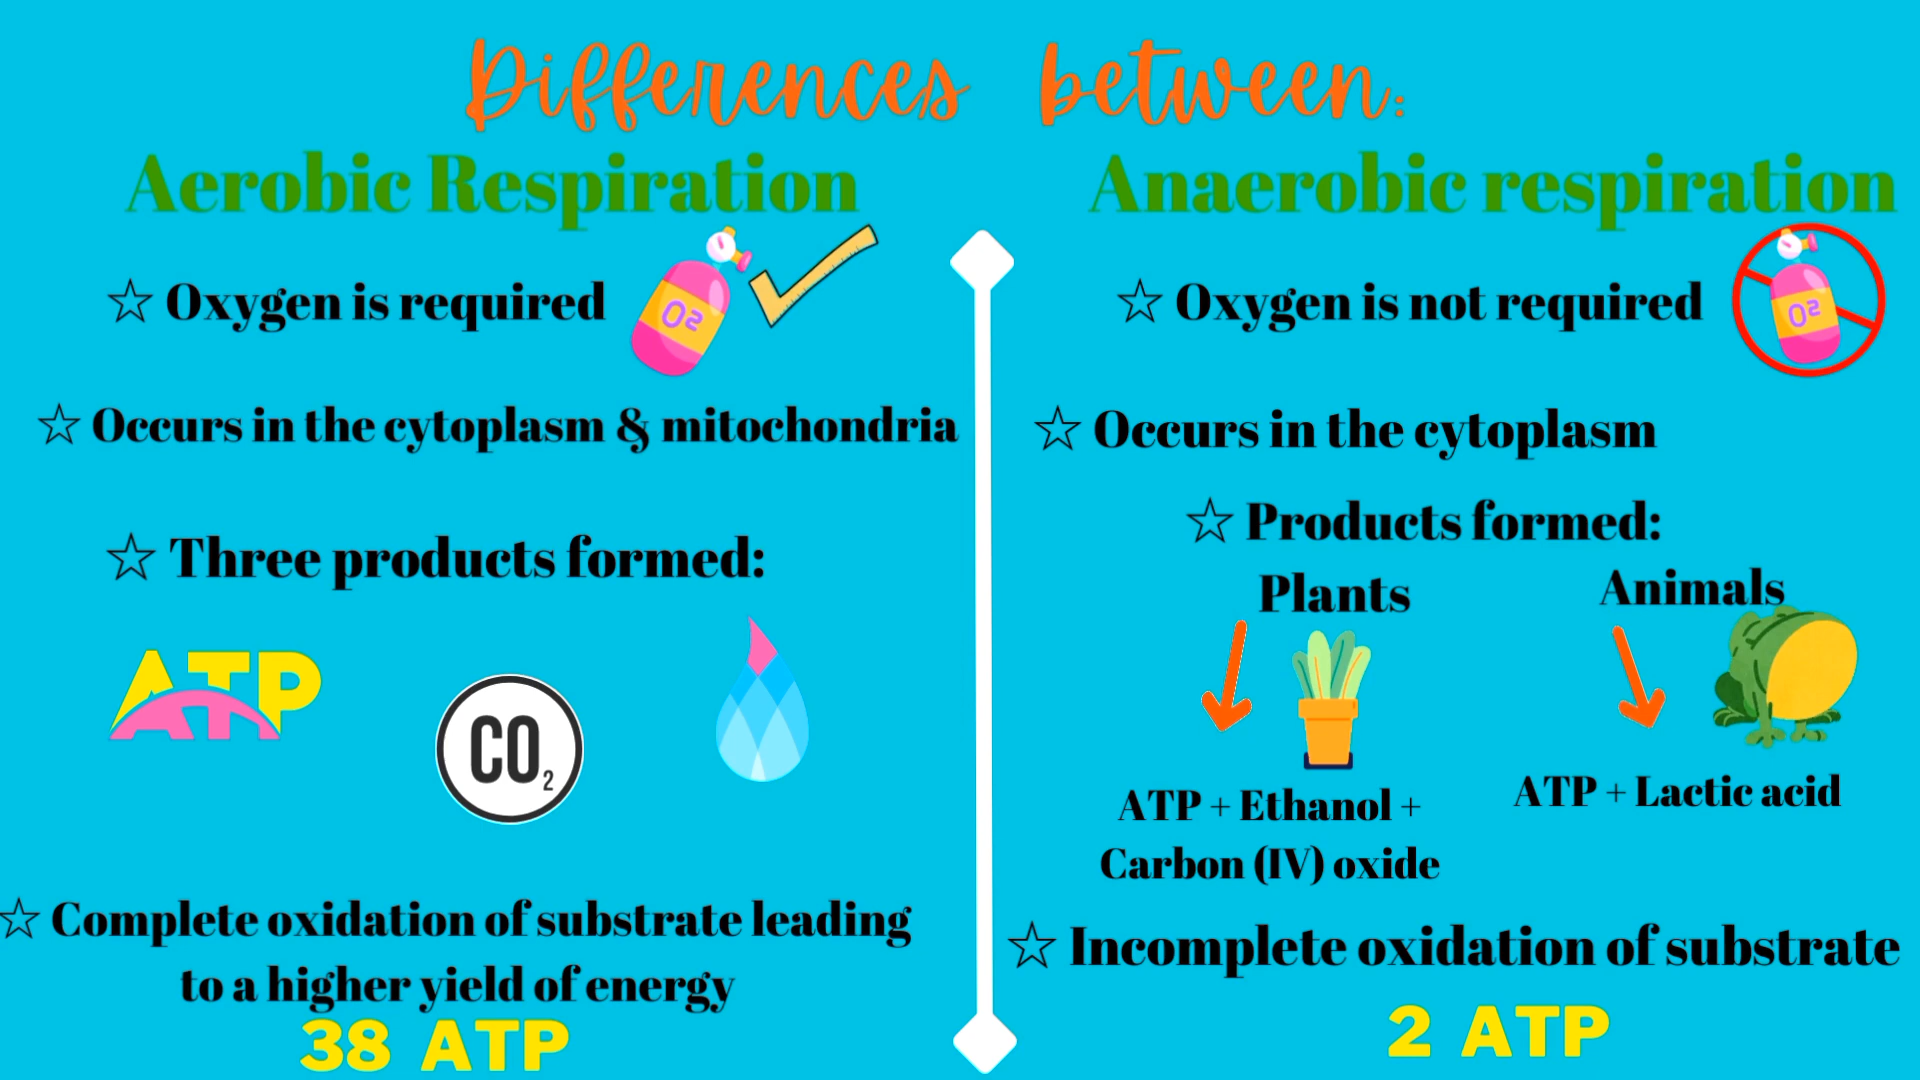 Differences between:
Aerobic Respiration
☆ Oxygen is required
O2
☆ Occurs in the cytoplasm & mitochondria
☆ Three products formed:
ATP
CO2
☆ Complete oxidation of substrate leading
to a higher yield of energy
38 ATP
Anaerobic respiration
☆ Oxygen is not required
O2
☆ Occurs in the cytoplasm
☆ Products formed:
Plants
ATP + Ethanol +
Carbon (IV) oxide
Animals
ATP + Lactic acid
☆ Incomplete oxidation of substrate
2 ATP